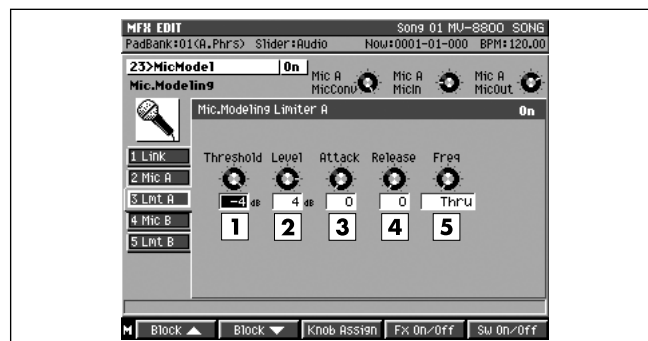 MFX EDIT Song 01 MV-8800 SONG
PadBank:01(A.Phrs) Slider:Audio Now:0001-01-000 BPM:120.00
23>MicModel On
Mic.Modeling
Mic A MicConv Mic A MicIn Mic A MicOut
Mic.Modeling Limiter A On
1 Link
2 Mic A
3 Lmt A
4 Mic B
5 Lmt B
Threshold Level Attack Release Freq
-4 dB 4 dB 0 0 Thru
1 2 3 4 5
M Block ▲ Block ▼ Knob Assign Fx On/Off Sw On/Off